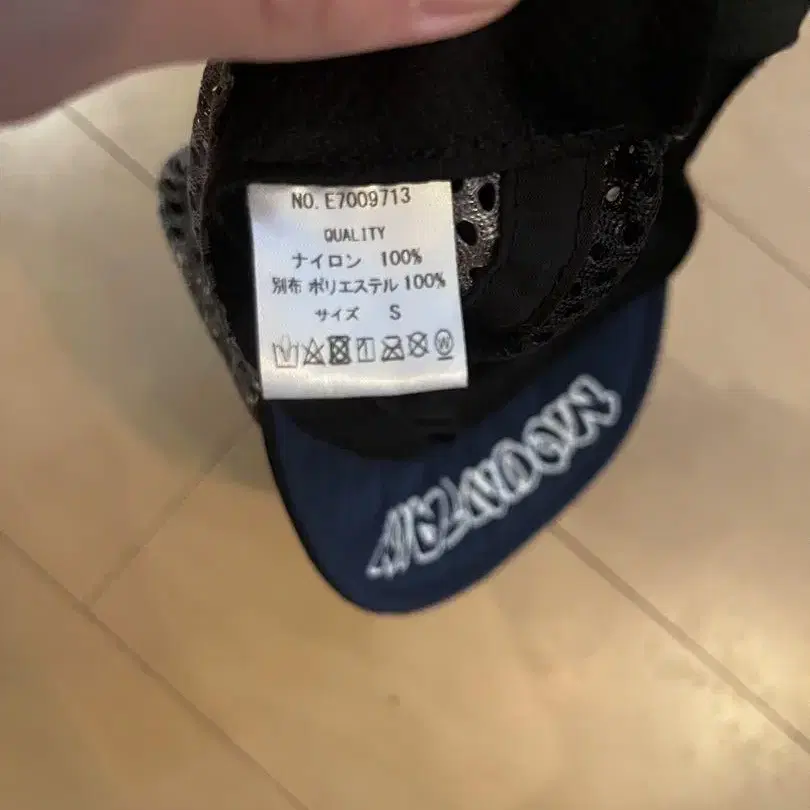 NO. E7009713
QUALITY
ナイロン 100%
別布 ポリエステル 100%
サイズ S
W
MOUNTAIN